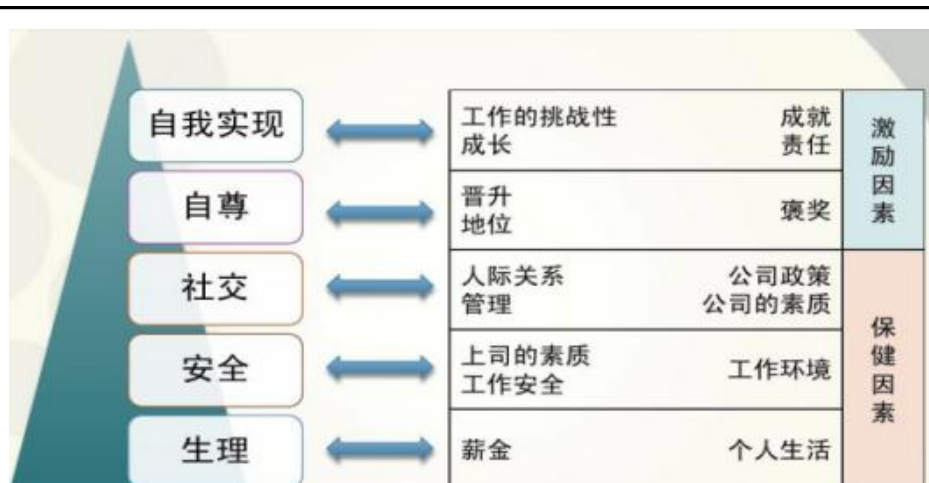 自我实现
工作的挑战性 成就
成长 责任
激励因素
自尊
晋升
地位
褒奖
社交
人际关系 公司政策
管理 公司的素质
保健因素
安全
上司的素质
工作安全
工作环境
生理
薪金 个人生活